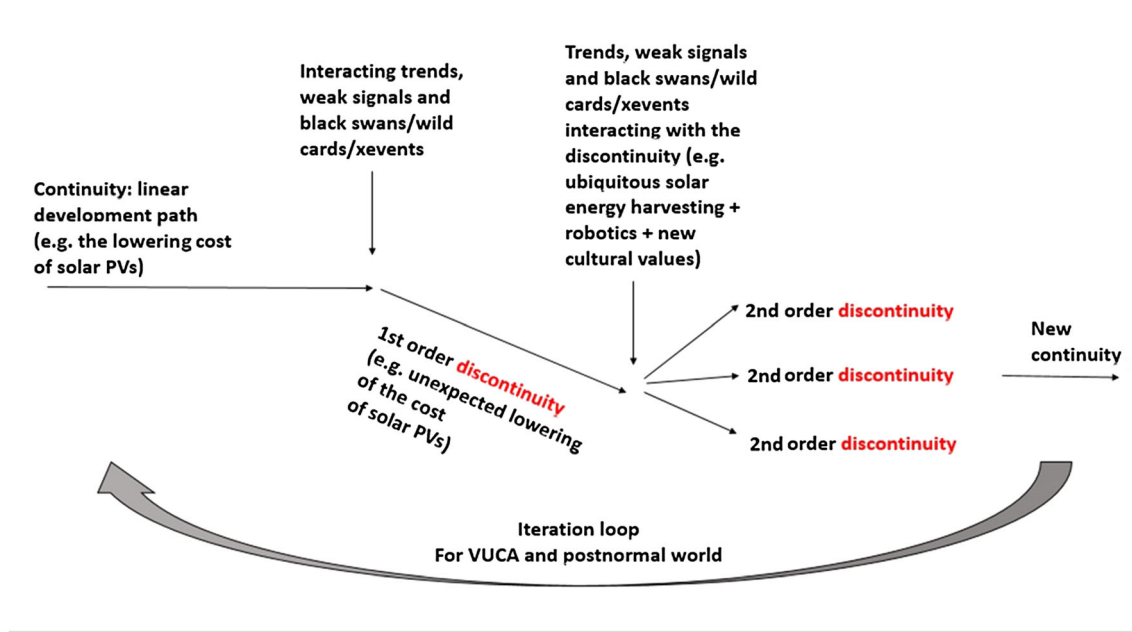 Trends, weak signals
and black swans/wild
cards/xevents
interacting with the
discontinuity (e.g.
ubiquitous solar
energy harvesting +
robotics + new
cultural values)
Interacting trends,
weak signals and
black swans/wild
cards/xevents
Continuity: linear
development path
(e.g. the lowering cost
of solar PVs)
1st order discontinuity
(e.g. unexpected lowering
of the cost
of solar PVs)
2nd order discontinuity
2nd order discontinuity
2nd order discontinuity
New
continuity
Iteration loop
For VUCA and postnormal world